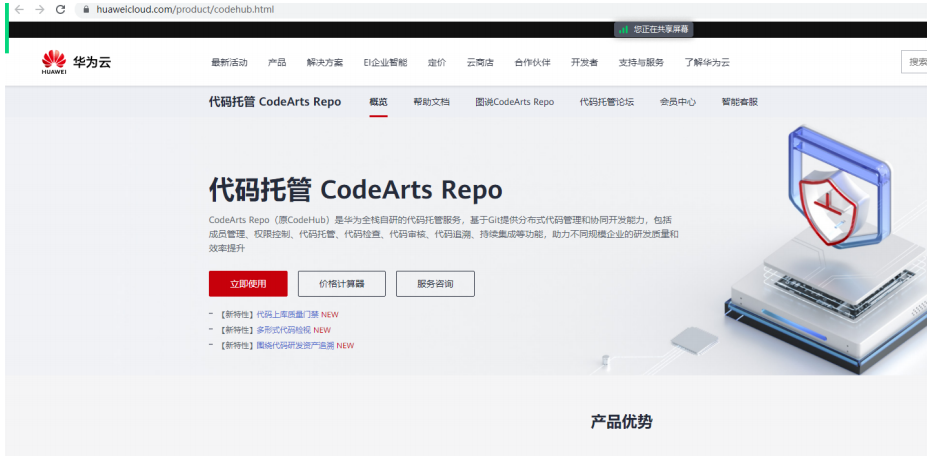 huaweicloud.com/product/codehub.html
您正在共享屏幕
HUAWEI
华为云
最新活动 产品 解决方案 EI企业智能 定价 云商店 合作伙伴 开发者 支持与服务 了解华为云
搜索
代码托管 CodeArts Repo 概览 帮助文档 图说CodeArts Repo 代码托管论坛 会员中心 智能客服
代码托管 CodeArts Repo
CodeArts Repo（原CodeHub）是华为全栈自研的代码托管服务，基于Git提供分布式代码管理和协同开发能力，包括
成员管理、权限控制、代码托管、代码检查、代码审核、代码追溯、持续集成等功能，助力不同规模企业的研发质量和
效率提升
立即使用 价格计算器 服务咨询
- 【新特性】代码上库质量门禁 NEW
- 【新特性】多形式代码检视 NEW
- 【新特性】围绕代码研发资产追溯 NEW
产品优势